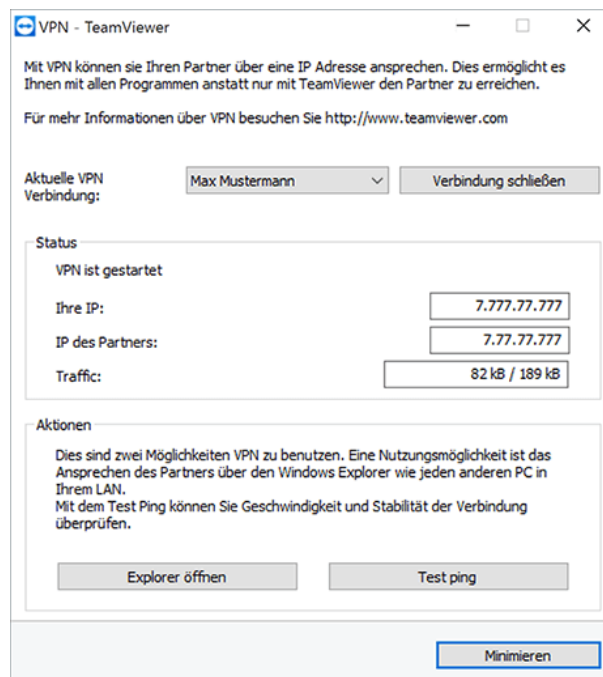 VPN - TeamViewer
Mit VPN können sie Ihren Partner über eine IP Adresse ansprechen. Dies ermöglicht es
Ihnen mit allen Programmen anstatt nur mit TeamViewer den Partner zu erreichen.
Für mehr Informationen über VPN besuchen Sie http://www.teamviewer.com
Aktuelle VPN
Verbindung:
Max Mustermann
Verbindung schließen
Status
VPN ist gestartet
Ihre IP:
7.777.77.777
IP des Partners:
7.77.77.777
Traffic:
82 kB / 189 kB
Aktionen
Dies sind zwei Möglichkeiten VPN zu benutzen. Eine Nutzungsmöglichkeit ist das
Ansprechen des Partners über den Windows Explorer wie jeden anderen PC in
Ihrem LAN.
Mit dem Test Ping können Sie Geschwindigkeit und Stabilität der Verbindung
überprüfen.
Explorer öffnen
Test ping
Minimieren